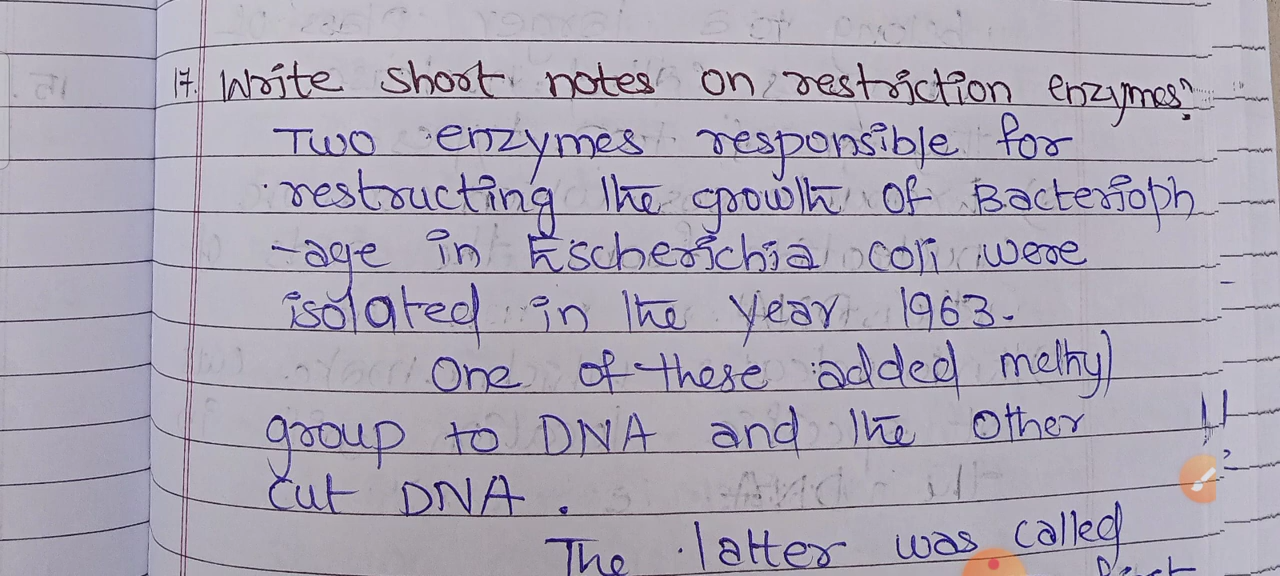 17. Write short notes on restriction enzymes?
Two enzymes responsible for
restructing the growth of Bacterioph
-age in Escherichia coli were
isolated in the year 1963.
One of these added methyl
group to DNA and the other
cut DNA.
The latter was called